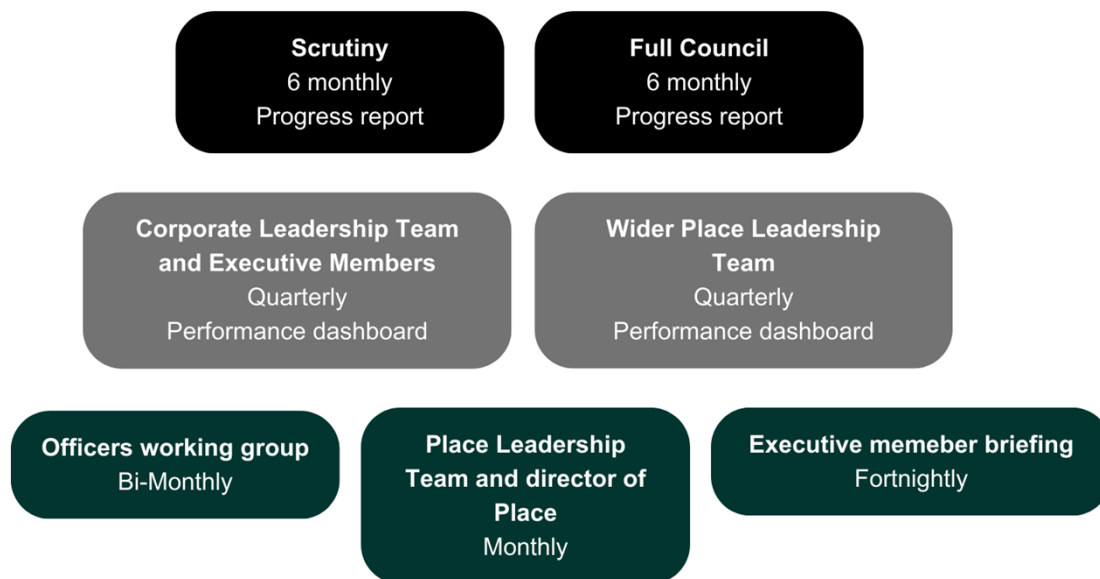 Scrutiny
6 monthly
Progress report
Full Council
6 monthly
Progress report
Corporate Leadership Team
and Executive Members
Quarterly
Performance dashboard
Wider Place Leadership
Team
Quarterly
Performance dashboard
Officers working group
Bi-Monthly
Place Leadership
Team and director of
Place
Monthly
Executive memeber briefing
Fortnightly